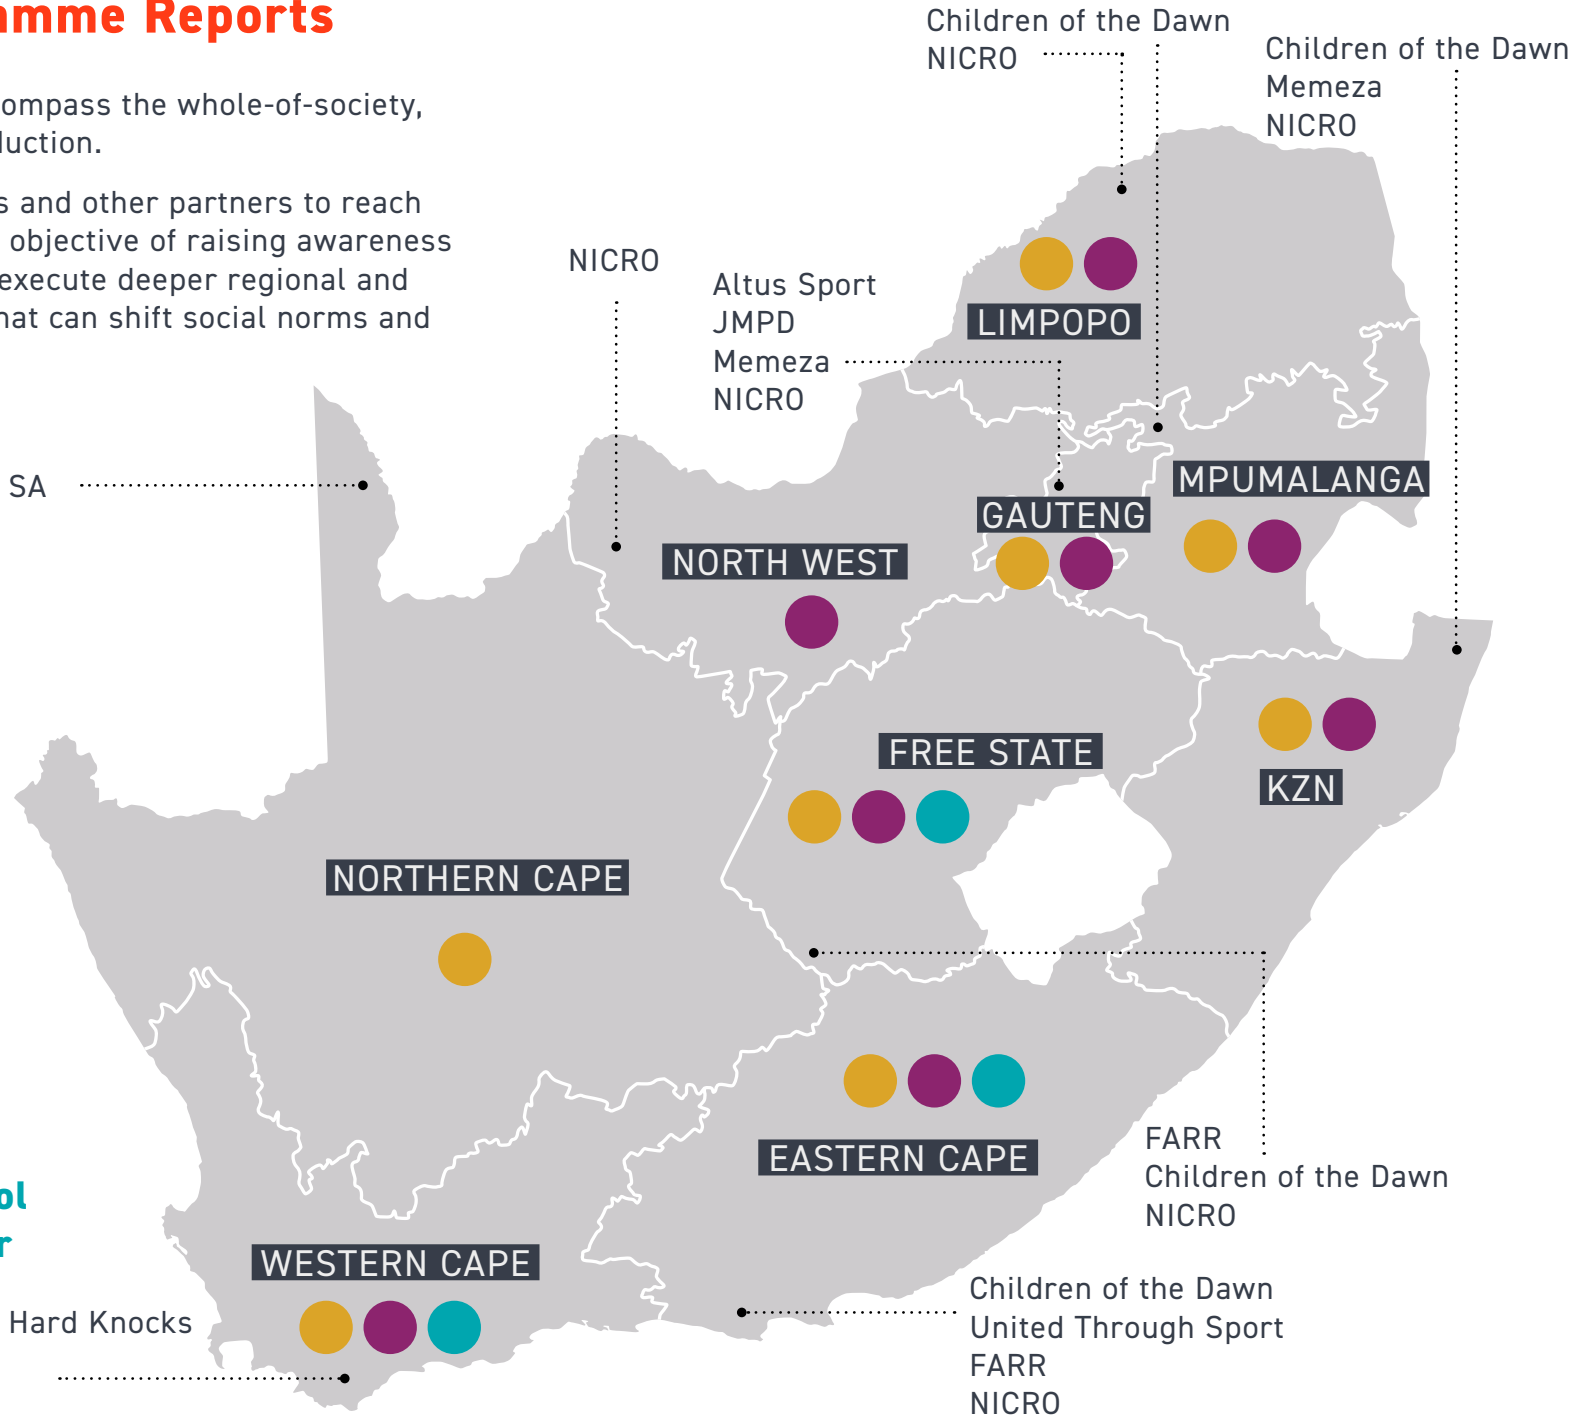 amme Reports
compass the whole-of-society,
duction.
s and other partners to reach
objective of raising awareness
execute deeper regional and
hat can shift social norms and
Children of the Dawn
NICRO
Children of the Dawn
Memeza
NICRO
NICRO
Altus Sport
JMPD
Memeza
NICRO
LIMPOPO
SA
MPUMALANGA
GAUTENG
NORTH WEST
FREE STATE
KZN
NORTHERN CAPE
EASTERN CAPE
FARR
Children of the Dawn
NICRO
ol
r
WESTERN CAPE
Hard Knocks
Children of the Dawn
United Through Sport
FARR
NICRO